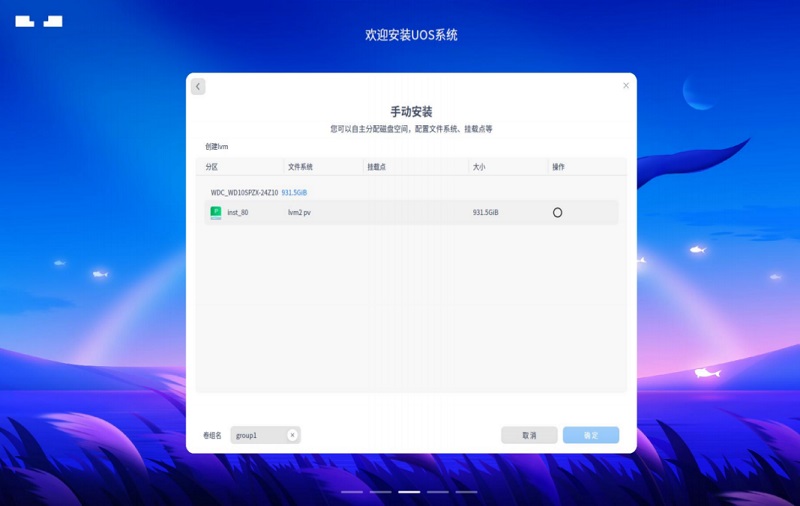 欢迎安装UOS系统
手动安装
您可以自主分配磁盘空间，配置文件系统、挂载点等
创建lvm
分区 文件系统 挂载点 大小 操作
WDC_WD10SPZX-24Z10 931.5GiB
inst_80 lvm2 pv 931.5GiB
卷组名 group1 取消 确定